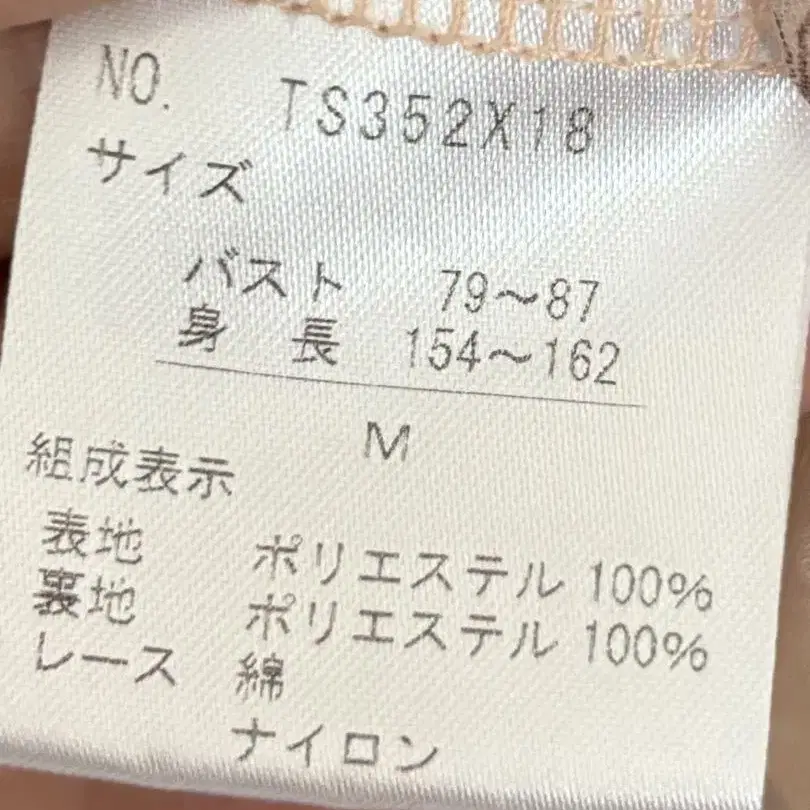 NO. TS352X18
サイズ
バスト 79～87
身 長 154～162
M
組成表示
表地 ポリエステル 100%
裏地 ポリエステル 100%
レース 綿
ナイロン